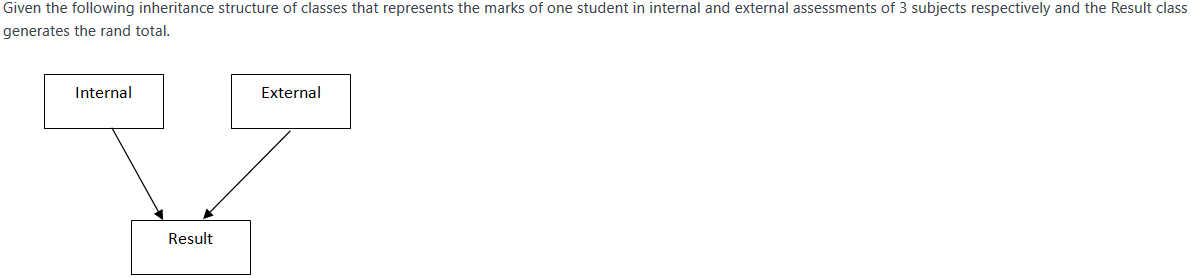 Given the following inheritance structure of classes that represents the marks of one student in internal and external assessments of 3 subjects respectively and the Result class
generates the rand total.
Internal
External
Result